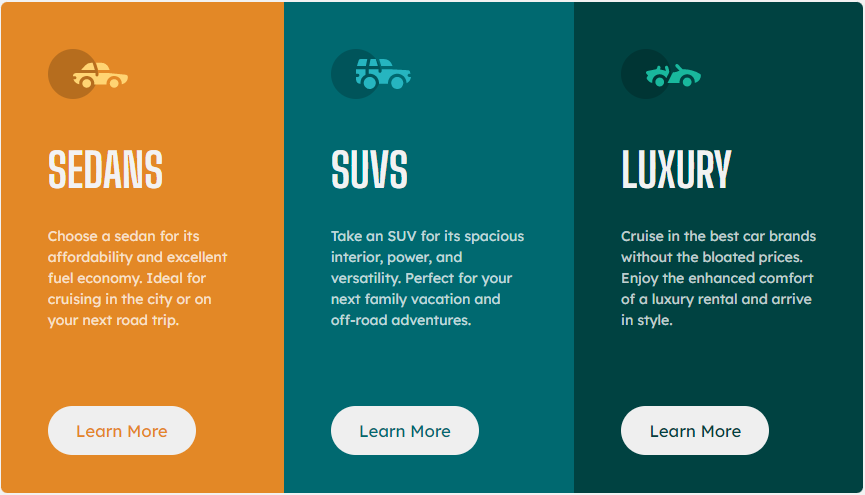 SEDANS
Choose a sedan for its
affordability and excellent
fuel economy. Ideal for
cruising in the city or on
your next road trip.
Learn More
SUVS
Take an SUV for its spacious
interior, power, and
versatility. Perfect for your
next family vacation and
off-road adventures.
Learn More
LUXURY
Cruise in the best car brands
without the bloated prices.
Enjoy the enhanced comfort
of a luxury rental and arrive
in style.
Learn More